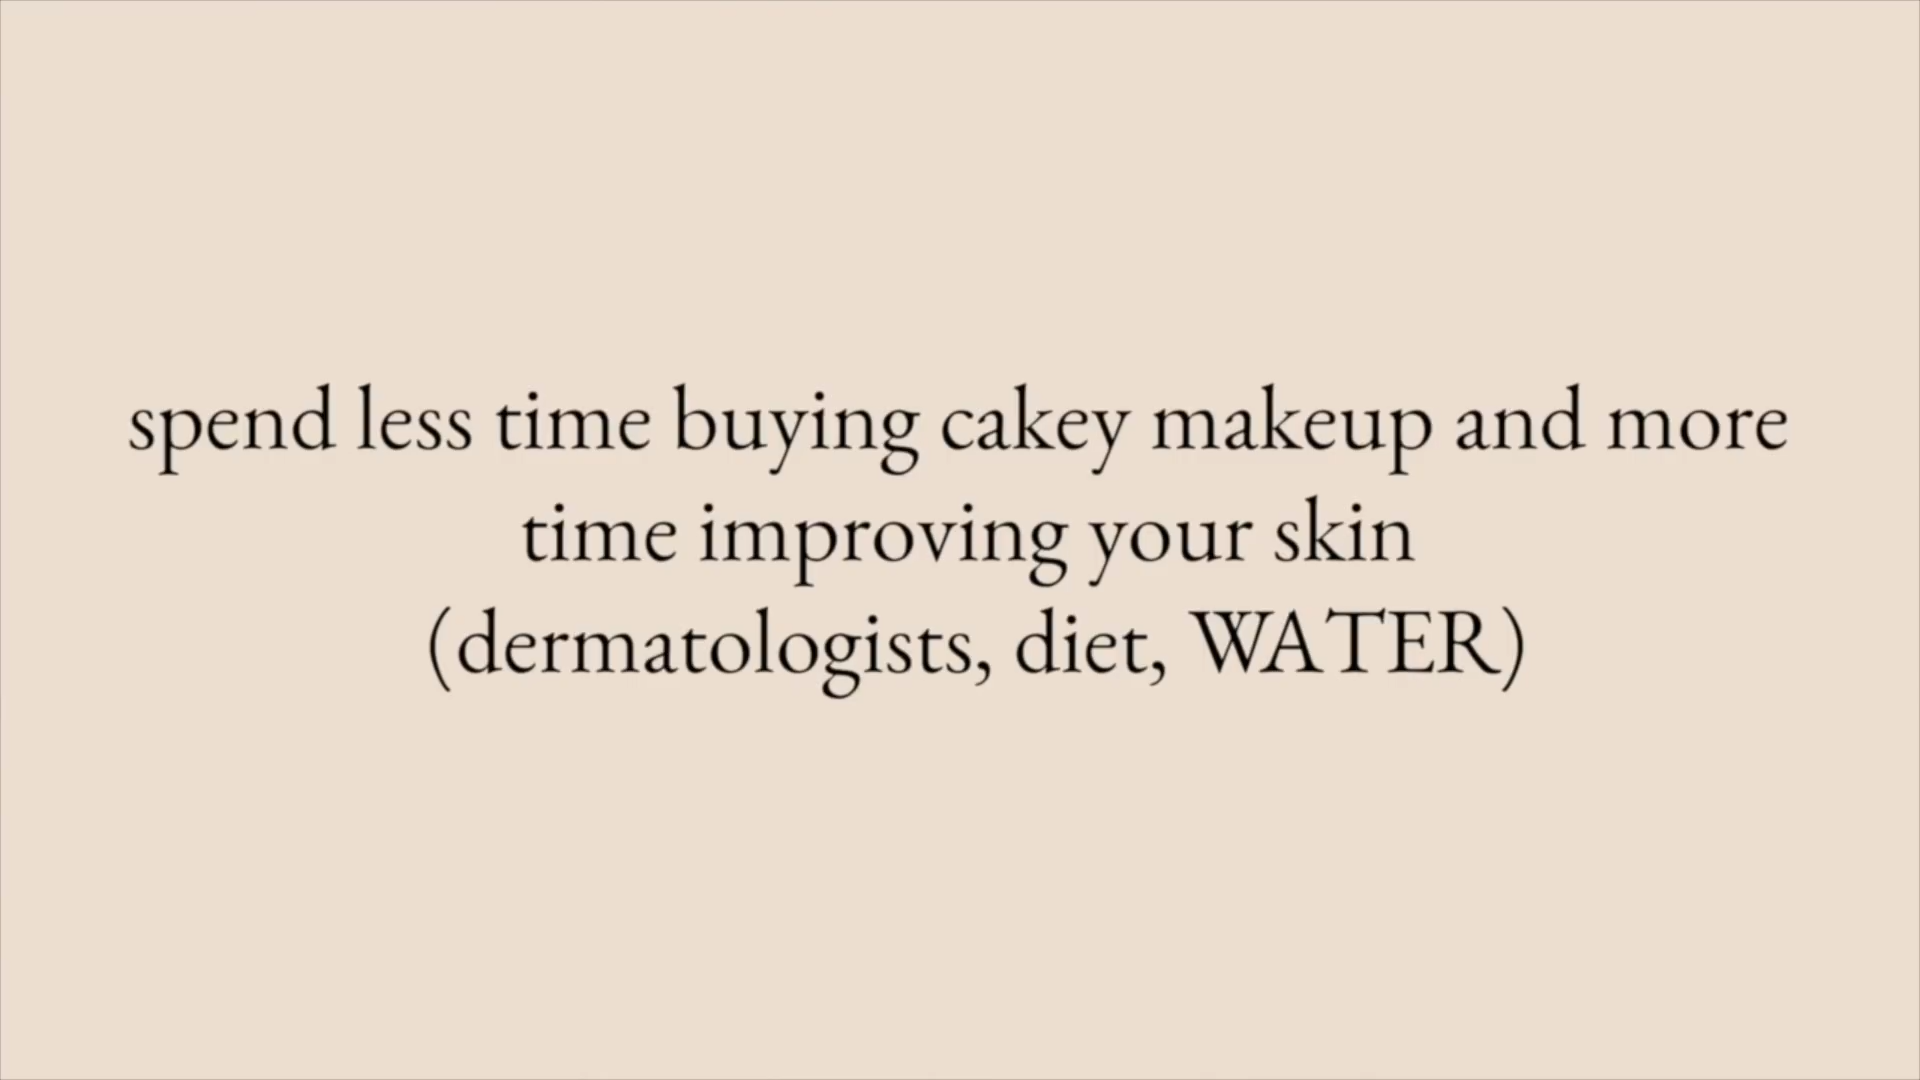 spend less time buying cakey makeup and more
time improving your skin
(dermatologists, diet, WATER)